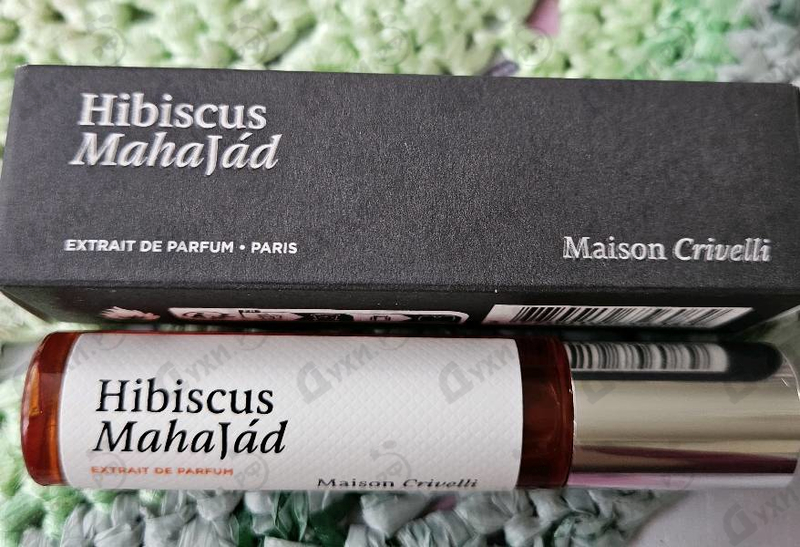 Hibiscus
MahaJád
EXTRAIT DE PARFUM • PARIS
Maison Crivelli
Hibiscus
MahaJád
EXTRAIT DE PARFUM
Maison Crivelli